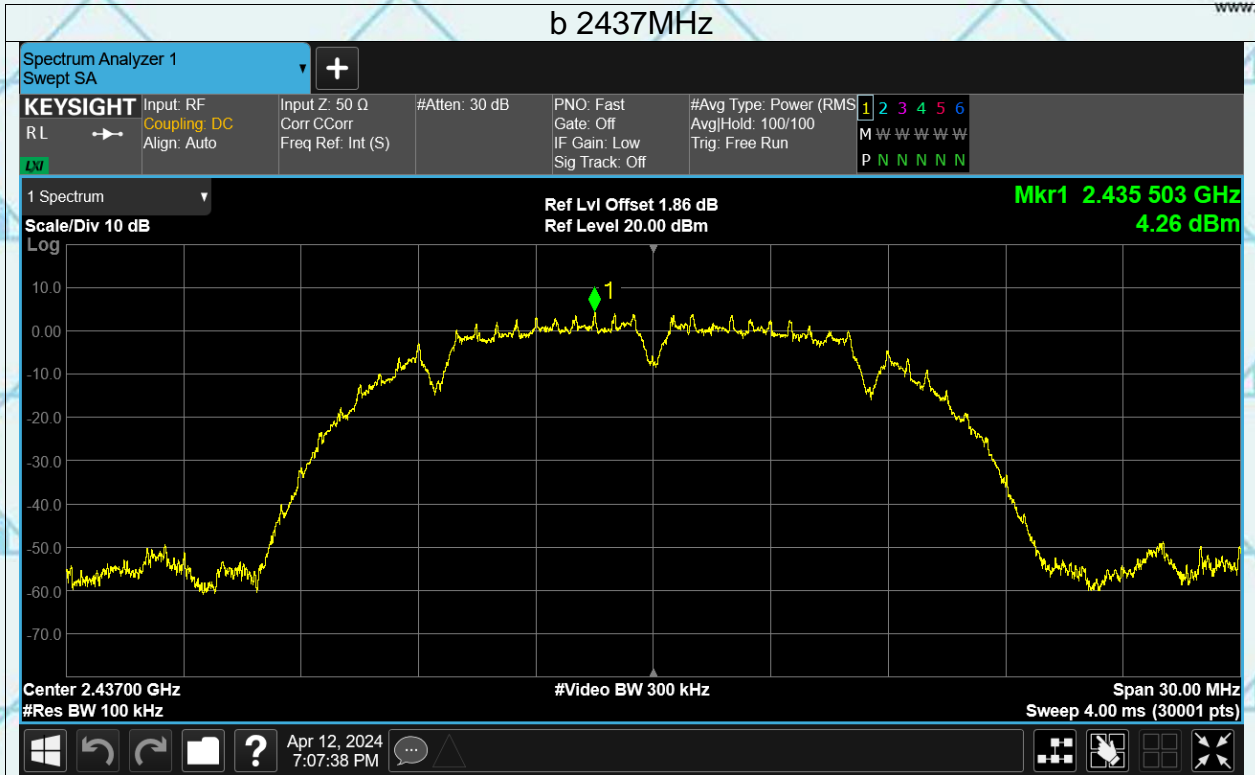 www.
b 2437MHz
Spectrum Analyzer 1
Swept SA
+
KEYSIGHT
R L
LXI
Input: RF
Coupling: DC
Align: Auto
Input Z: 50 Ω
Corr CCorr
Freq Ref: Int (S)
#Atten: 30 dB
PNO: Fast
Gate: Off
IF Gain: Low
Sig Track: Off
#Avg Type: Power (RMS
Avg|Hold: 100/100
Trig: Free Run
1 2 3 4 5 6
M W W W W W
P N N N N N
1 Spectrum
Scale/Div 10 dB
Ref Lvl Offset 1.86 dB
Ref Level 20.00 dBm
Mkr1 2.435 503 GHz
4.26 dBm
Log
1
10.0
0.00
-10.0
-20.0
-30.0
-40.0
-50.0
-60.0
-70.0
Center 2.43700 GHz
#Video BW 300 kHz
Span 30.00 MHz
#Res BW 100 kHz
Sweep 4.00 ms (30001 pts)
?
Apr 12, 2024
7:07:38 PM